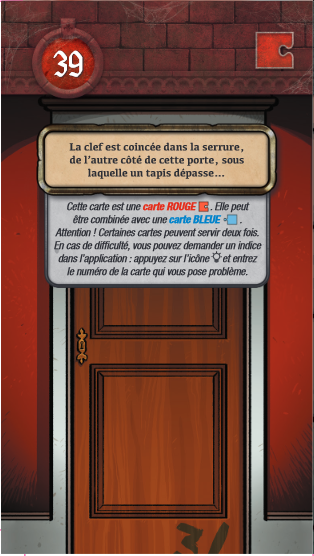 39
La clef est coincée dans la serrure,
de l'autre côté de cette porte, sous
laquelle un tapis dépasse...
Cette carte est une carte ROUGE. Elle peut
être combinée avec une carte BLEUE.
Attention ! Certaines cartes peuvent servir deux fois.
En cas de difficulté, vous pouvez demander un indice
dans l'application : appuyez sur l'icône et entrez
le numéro de la carte qui vous pose problème.